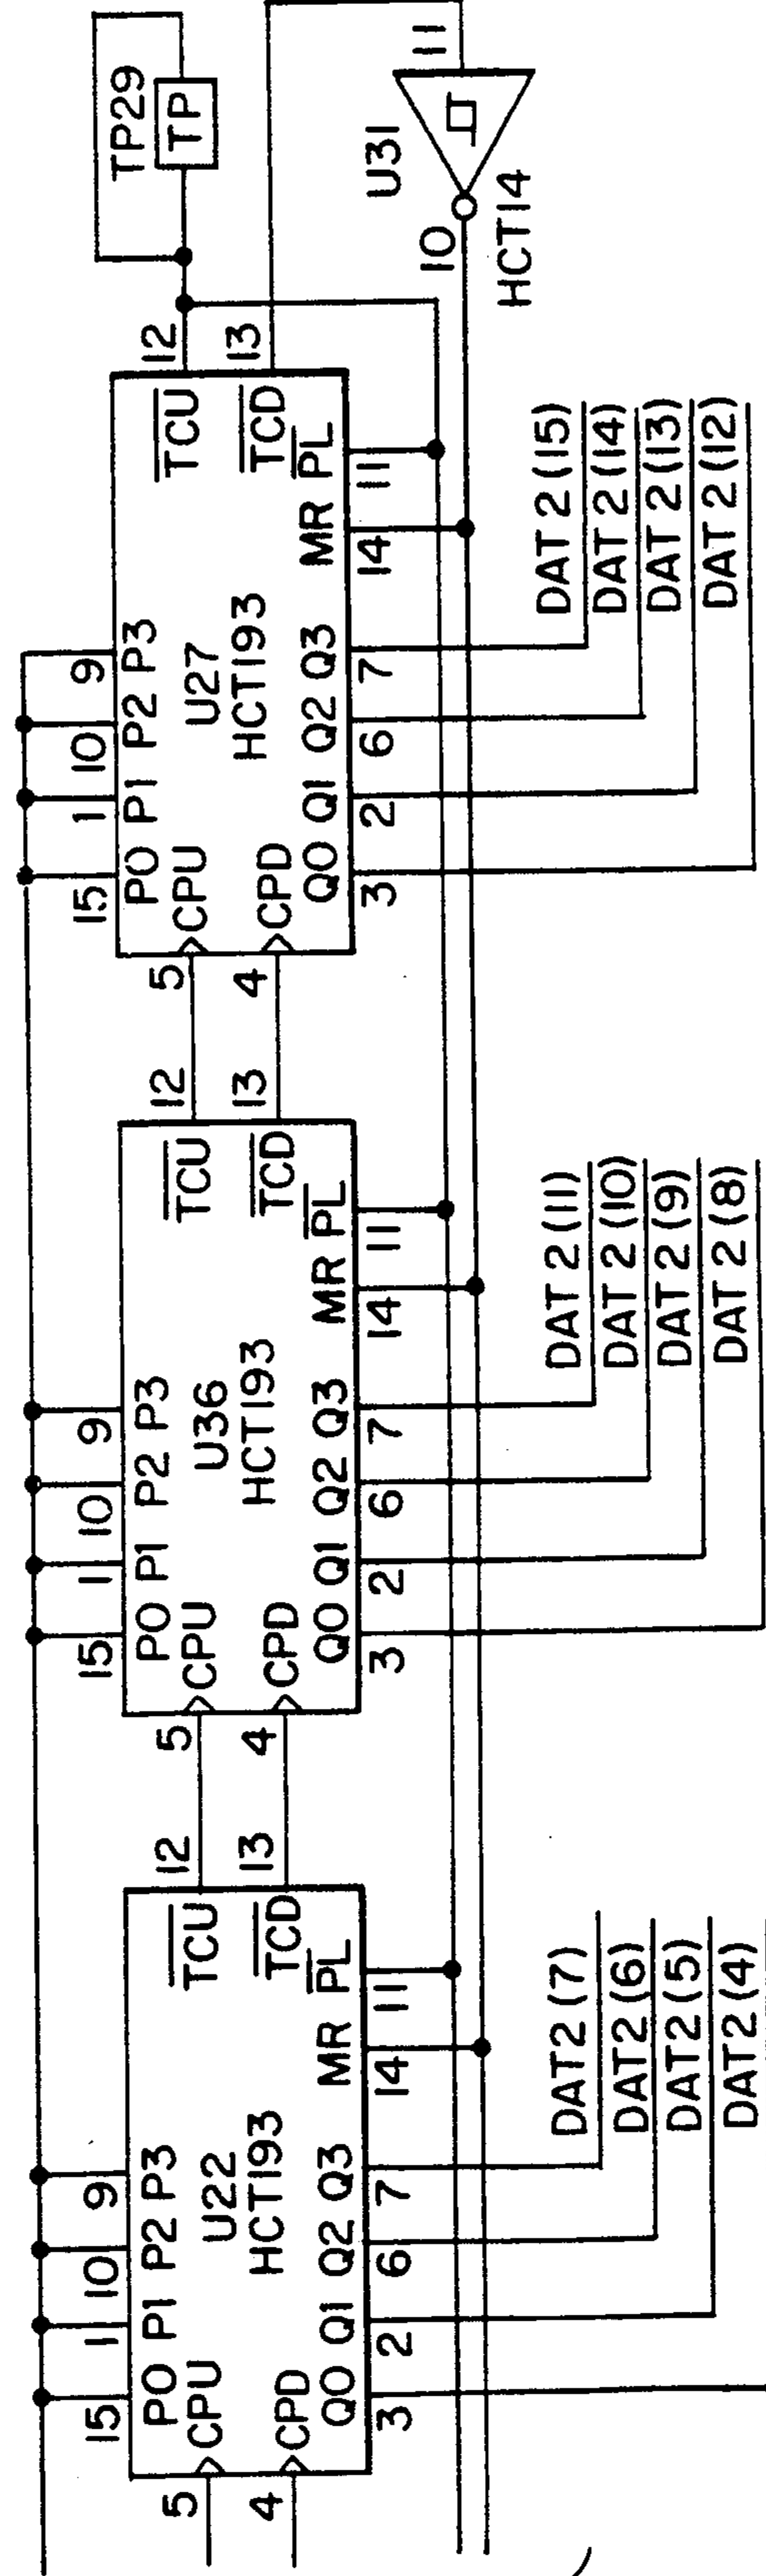 TP29
TP
11
U31
10
HCT14
12
13
TCU
TCD
PL
11
MR
14
9
10
1
15
P3
P2
P1
P0
U27
HCT193
CPU
CPD
Q3
Q2
Q1
Q0
7
6
2
3
5
4
DAT 2 (15)
DAT 2 (14)
DAT 2 (13)
DAT 2 (12)
12
13
TCU
TCD
PL
11
MR
14
9
10
1
15
P3
P2
P1
P0
U36
HCT193
CPU
CPD
Q3
Q2
Q1
Q0
7
6
2
3
5
4
DAT 2 (11)
DAT 2 (10)
DAT 2 (9)
DAT 2 (8)
12
13
TCU
TCD
PL
11
MR
14
9
10
1
15
P3
P2
P1
P0
U22
HCT193
CPU
CPD
Q3
Q2
Q1
Q0
7
6
2
3
5
4
DAT2 (7)
DAT2 (6)
DAT2 (5)
DAT2 (4)